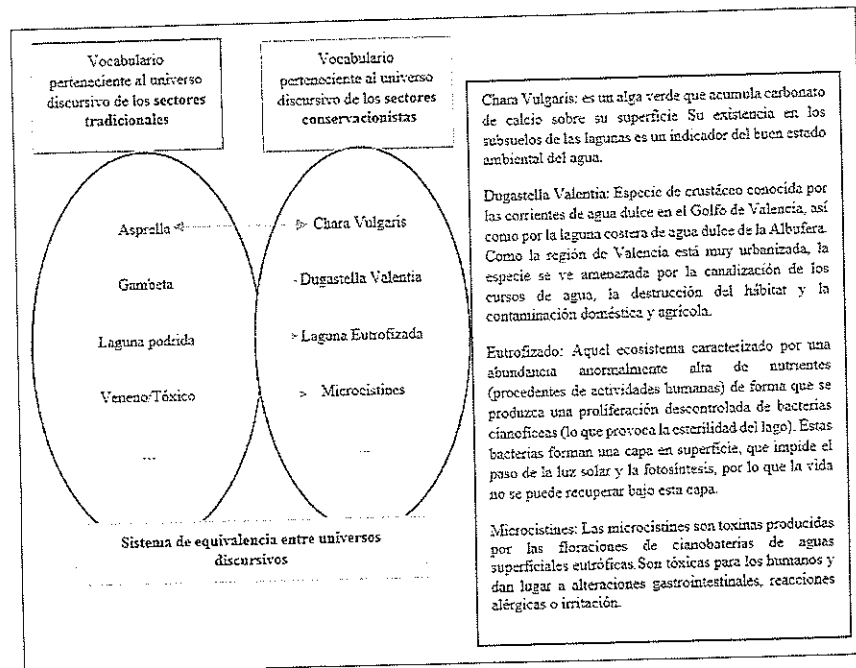 Vocabulario
perteneciente al universo
discursivo de los sectores
tradicionales
Vocabulario
perteneciente al universo
discursivo de los sectores
conservacionistas
Asprella
Chara Vulgaris
Gambeta
Dugastella Valentia
Laguna podrida
Laguna Eutrofizada
Veneno/Tóxico
Microcistines
...
...
Sistema de equivalencia entre universos
discursivos
Chara Vulgaris: es un alga verde que acumula carbonato
de calcio sobre su superficie Su existencia en los
subsuelos de las lagunas es un indicador del buen estado
ambiental del agua.
Dugastella Valentia: Especie de crustáceo conocida por
las corrientes de agua dulce en el Golfo de Valencia, así
como por la laguna costera de agua dulce de la Albufera.
Como la región de Valencia está muy urbanizada, la
especie se ve amenazada por la canalización de los
cursos de agua, la destrucción del hábitat y la
contaminación doméstica y agrícola.
Eutrofizado: Aquel ecosistema caracterizado por una
abundancia anormalmente alta de nutrientes
(procedentes de actividades humanas) de forma que se
produzca una proliferación descontrolada de bacterias
cianofíceas (lo que provoca la esterilidad del lago). Estas
bacterias forman una capa en superficie, que impide el
paso de la luz solar y la fotosíntesis, por lo que la vida
no se puede recuperar bajo esta capa.
Microcistines: Las microcistines son toxinas producidas
por las floraciones de cianobaterias de aguas
superficiales eutróficas. Son tóxicas para los humanos y
dan lugar a alteraciones gastrointestinales, reacciones
alérgicas o irritación.